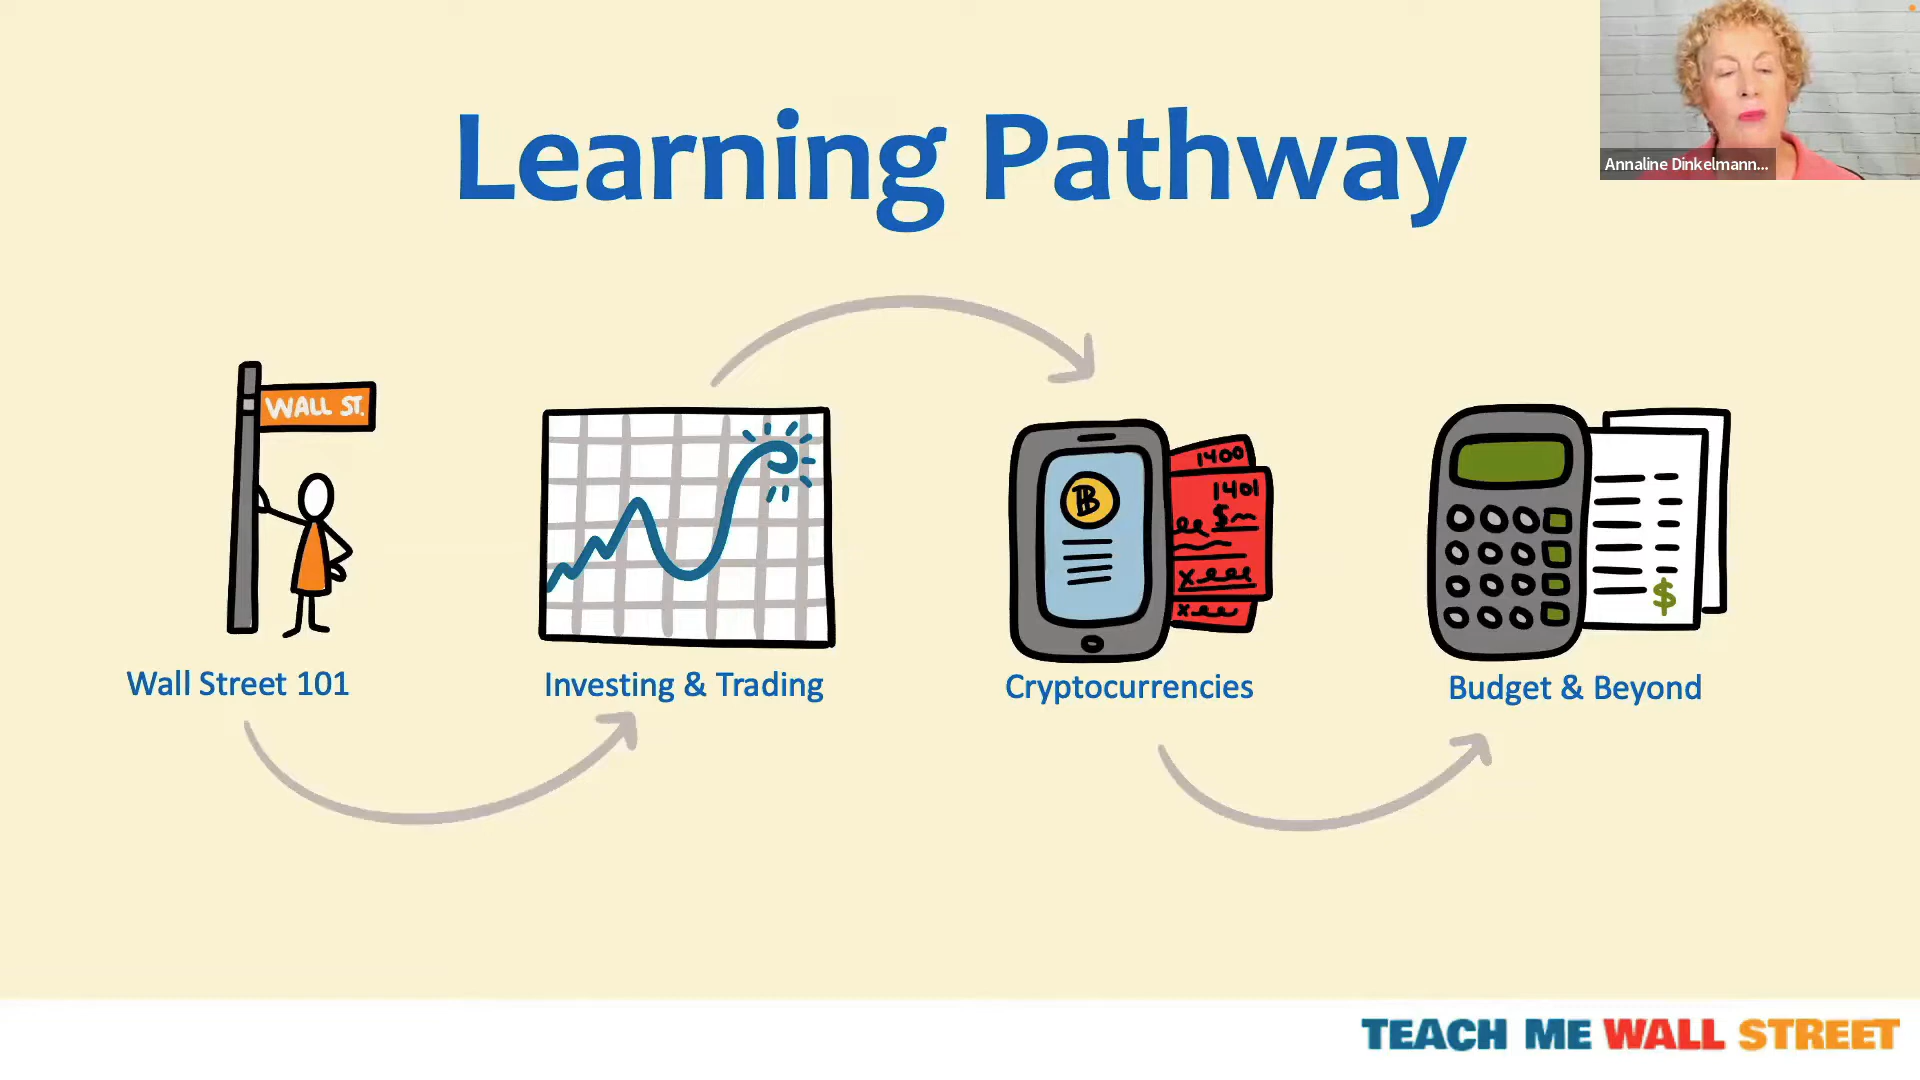 Learning Pathway
Annaline Dinkelmann...
WALL ST.
1400
1401
$
$
Wall Street 101
Investing & Trading
Cryptocurrencies
Budget & Beyond
TEACH ME WALL STREET